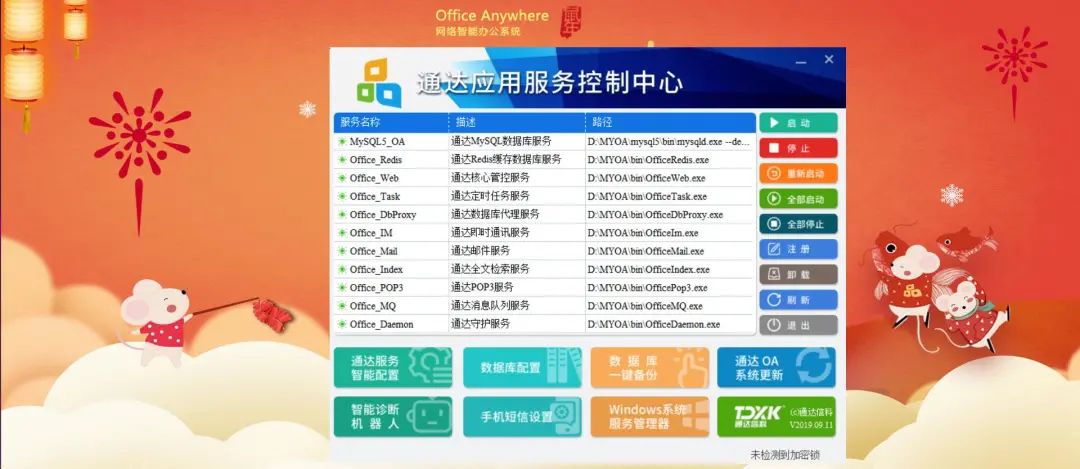 Office Anywhere
网络智能办公系统
鼠年
通达应用服务控制中心
服务名称 描述 路径
MySQL5_OA 通达MySQL数据库服务 D:\MYOA\mysql5\bin\mysqld.exe --de...
Office_Redis 通达Redis缓存数据库服务 D:\MYOA\bin\OfficeRedis.exe
Office_Web 通达核心管控服务 D:\MYOA\bin\OfficeWeb.exe
Office_Task 通达定时任务服务 D:\MYOA\bin\OfficeTask.exe
Office_DbProxy 通达数据库代理服务 D:\MYOA\bin\OfficeDbProxy.exe
Office_IM 通达即时通讯服务 D:\MYOA\bin\OfficeIm.exe
Office_Mail 通达邮件服务 D:\MYOA\bin\OfficeMail.exe
Office_Index 通达全文检索服务 D:\MYOA\bin\OfficeIndex.exe
Office_POP3 通达POP3服务 D:\MYOA\bin\OfficePop3.exe
Office_MQ 通达消息队列服务 D:\MYOA\bin\OfficeMQ.exe
Office_Daemon 通达守护服务 D:\MYOA\bin\OfficeDaemon.exe
启 动
停 止
重新启动
全部启动
全部停止
注 册
卸 载
刷 新
退 出
通达服务
智能配置
数据库配置
数 据 库
一键备份
通达 OA
系统更新
智能诊断
机 器 人
手机短信设置
Windows系统
服务管理器
TDXK
通达信科
(c)通达信科
V2019.09.11
未检测到加密锁